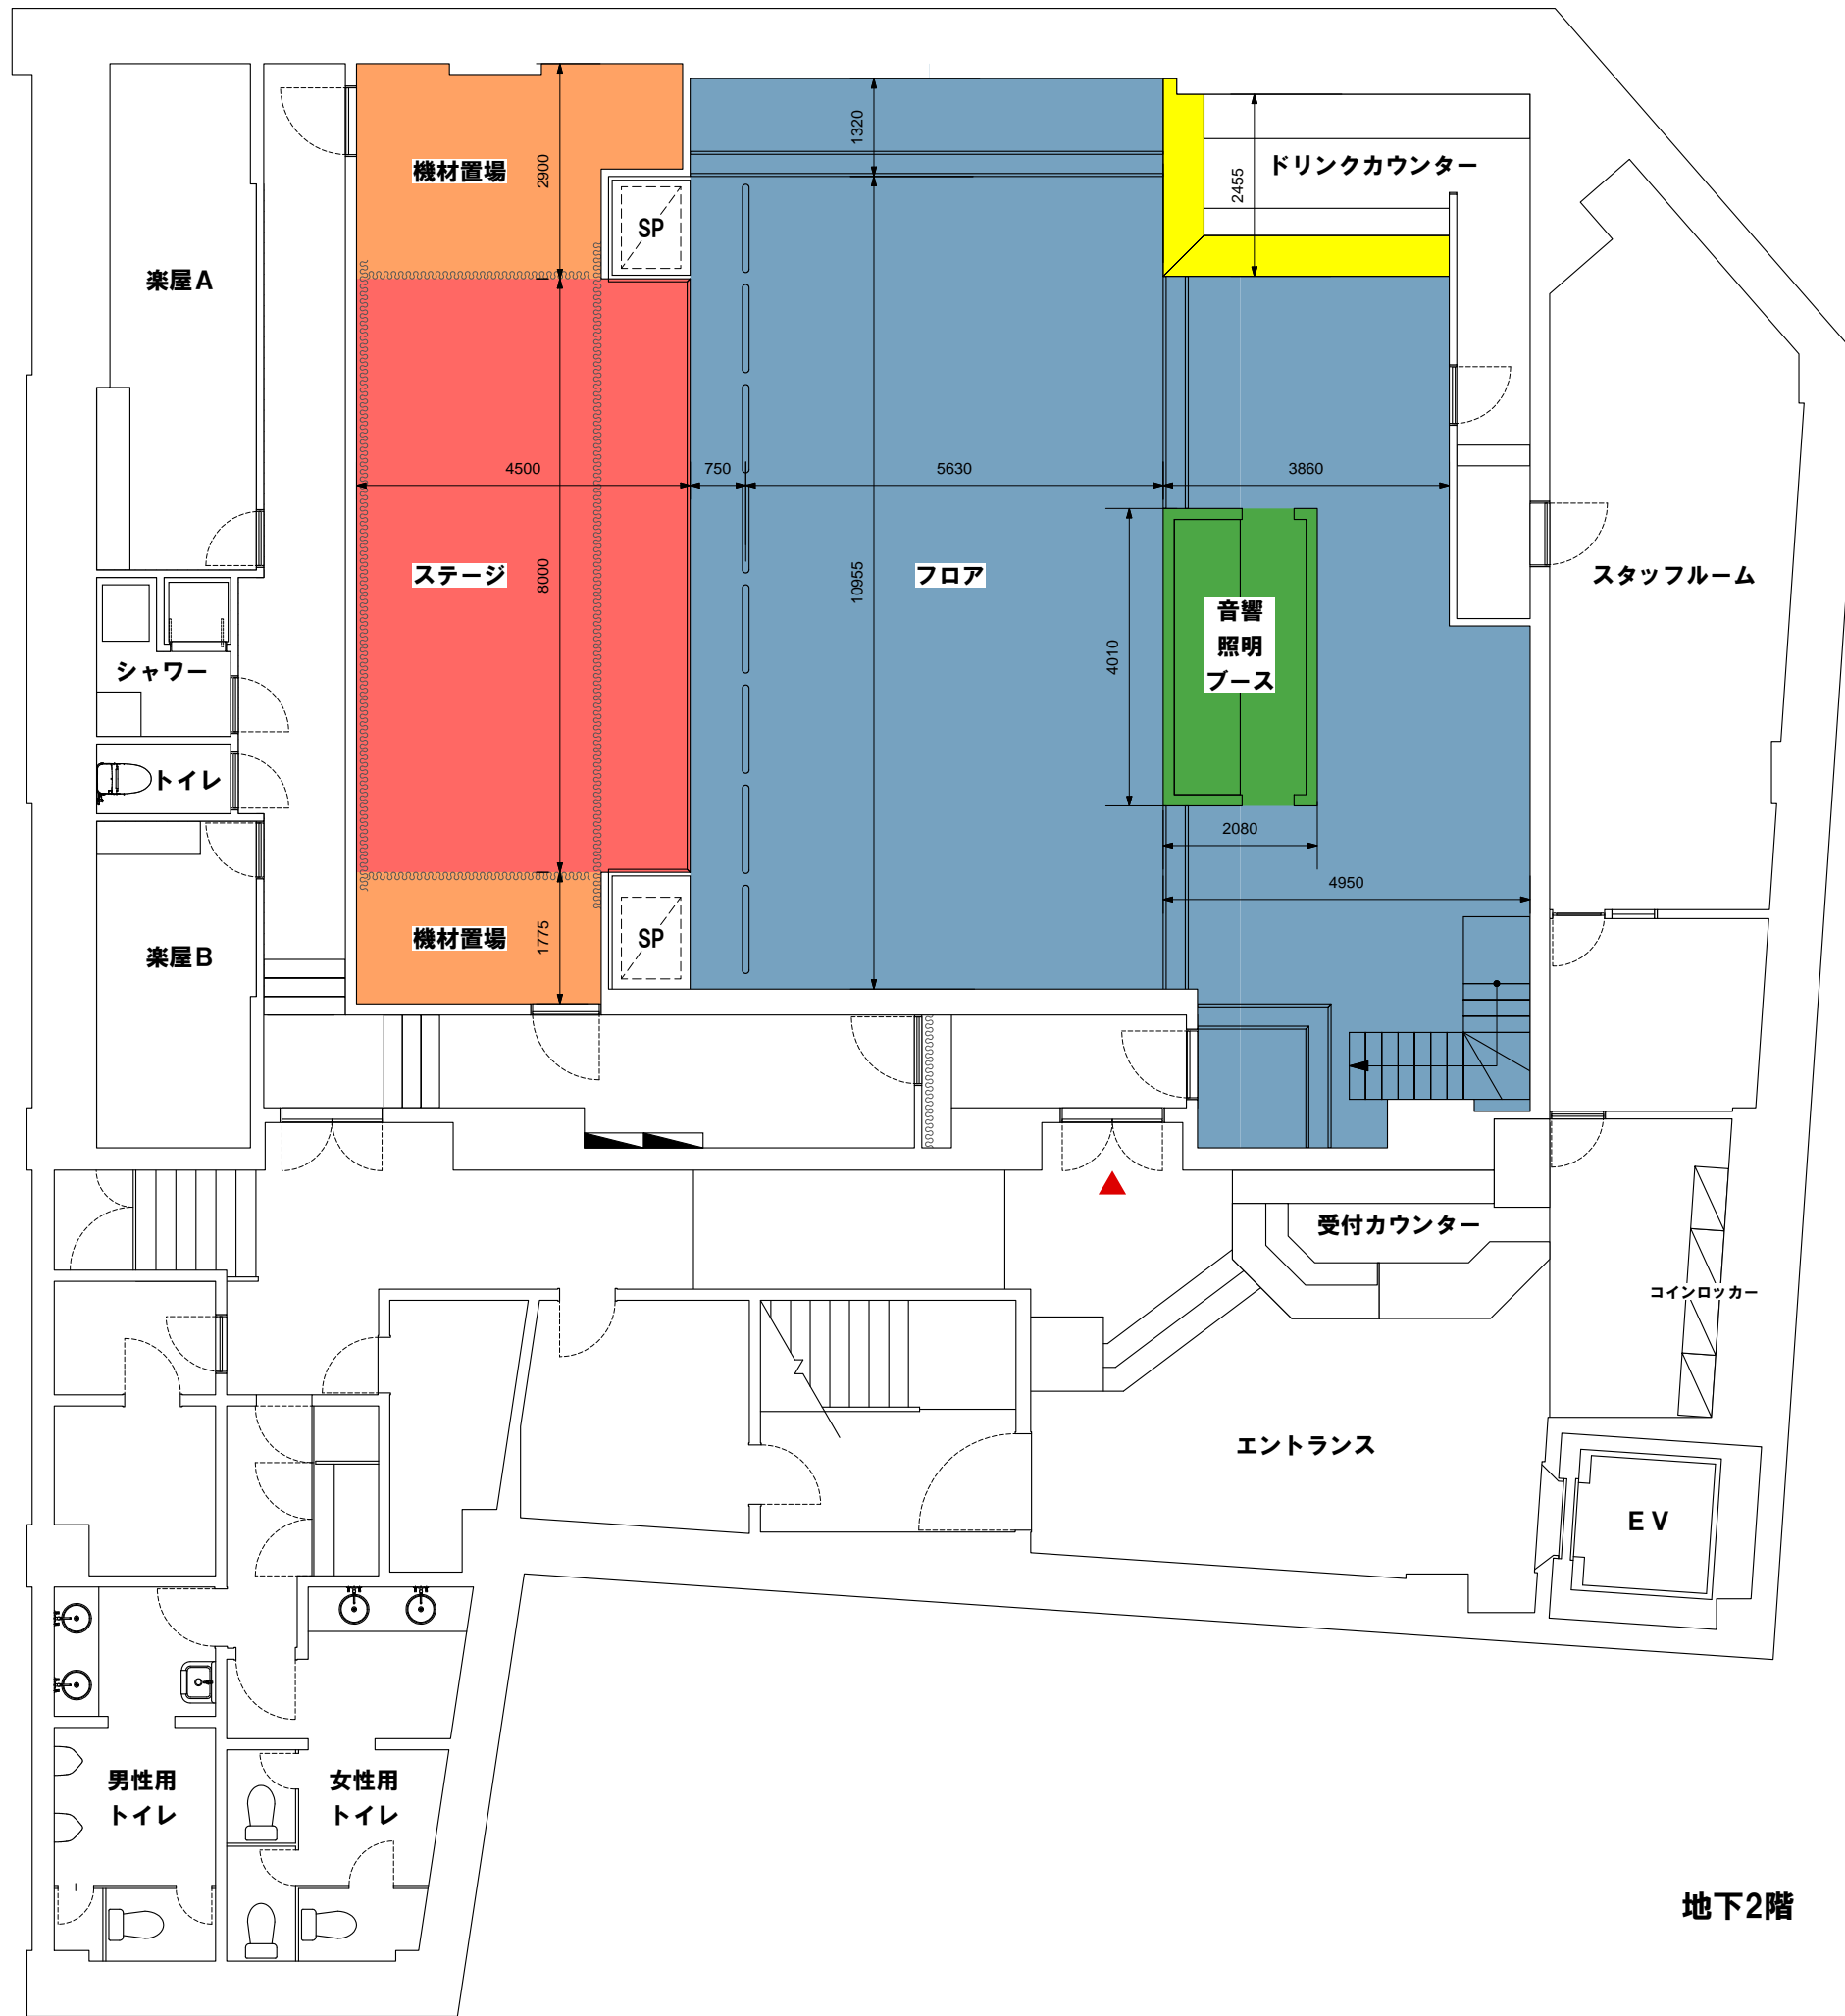 1320
ドリンクカウンター
機材置場
2900
2455
SP
楽屋A
4500
750
5630
3860
ステージ
8000
10955
フロア
音響
照明
ブース
4010
スタッフルーム
シャワー
トイレ
2080
4950
機材置場
1775
SP
楽屋B
受付カウンター
コインロッカー
エントランス
EV
男性用
トイレ
女性用
トイレ
地下2階